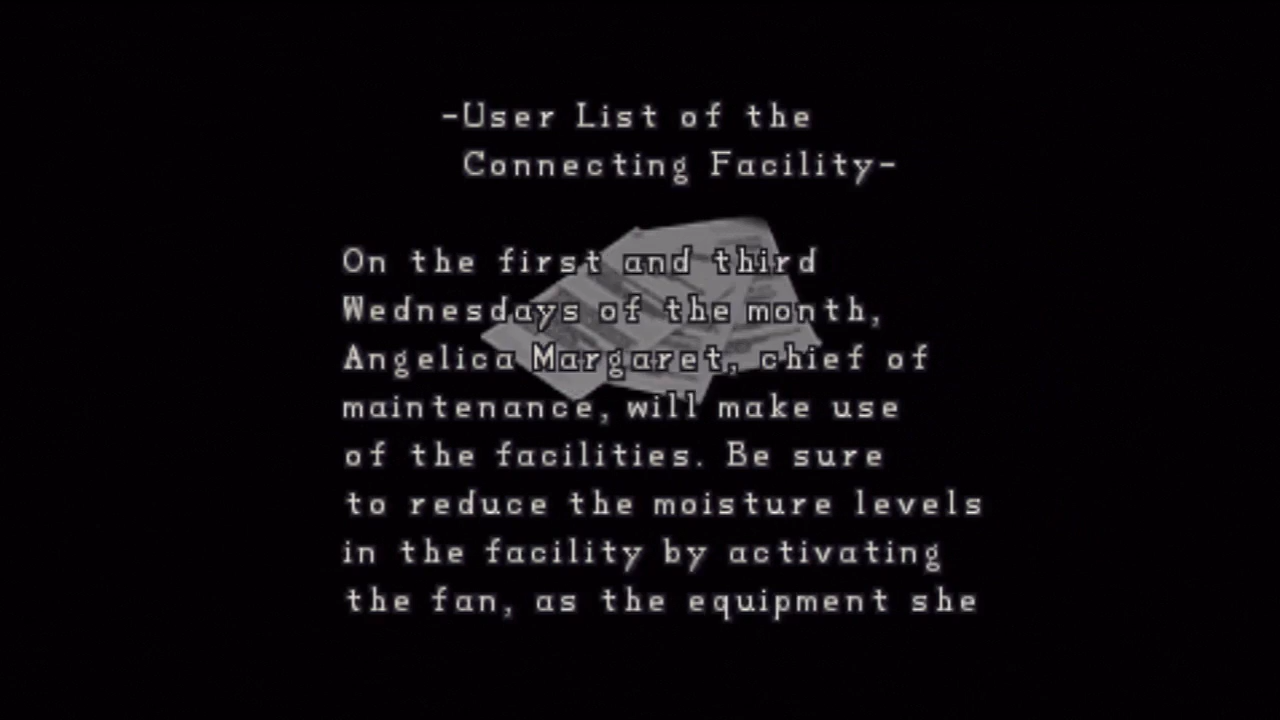 -User List of the
Connecting Facility-
On the first and third
Wednesdays of the month,
Angelica Margaret, chief of
maintenance, will make use
of the facilities. Be sure
to reduce the moisture levels
in the facility by activating
the fan, as the equipment she